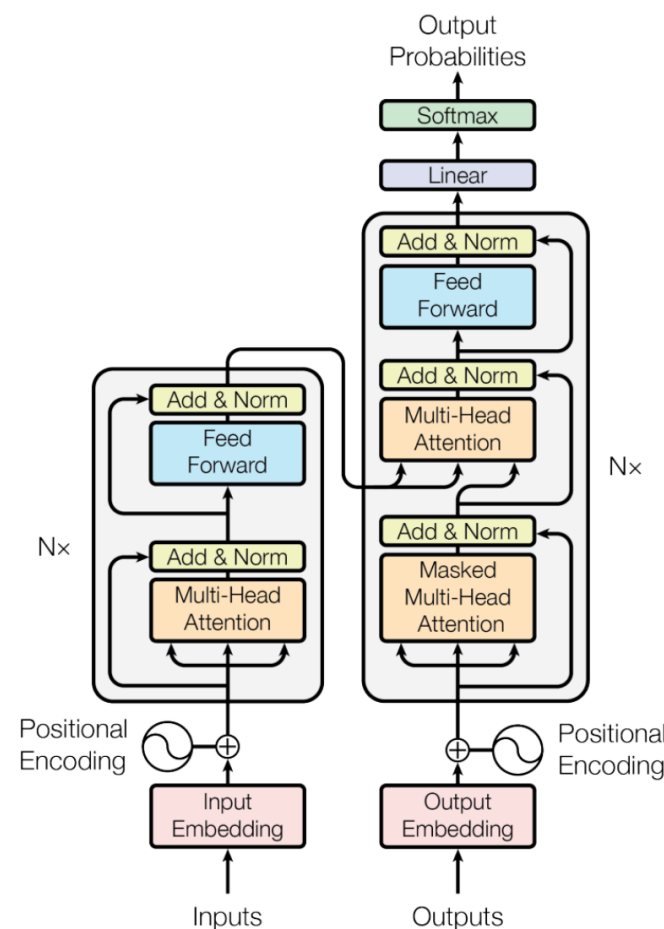 Output
Probabilities
Softmax
Linear
Add & Norm
Feed
Forward
Add & Norm
Multi-Head
Attention
N×
Add & Norm
Masked
Multi-Head
Attention
Add & Norm
Feed
Forward
N×
Add & Norm
Multi-Head
Attention
Positional
Encoding
Positional
Encoding
Input
Embedding
Output
Embedding
Inputs
Outputs